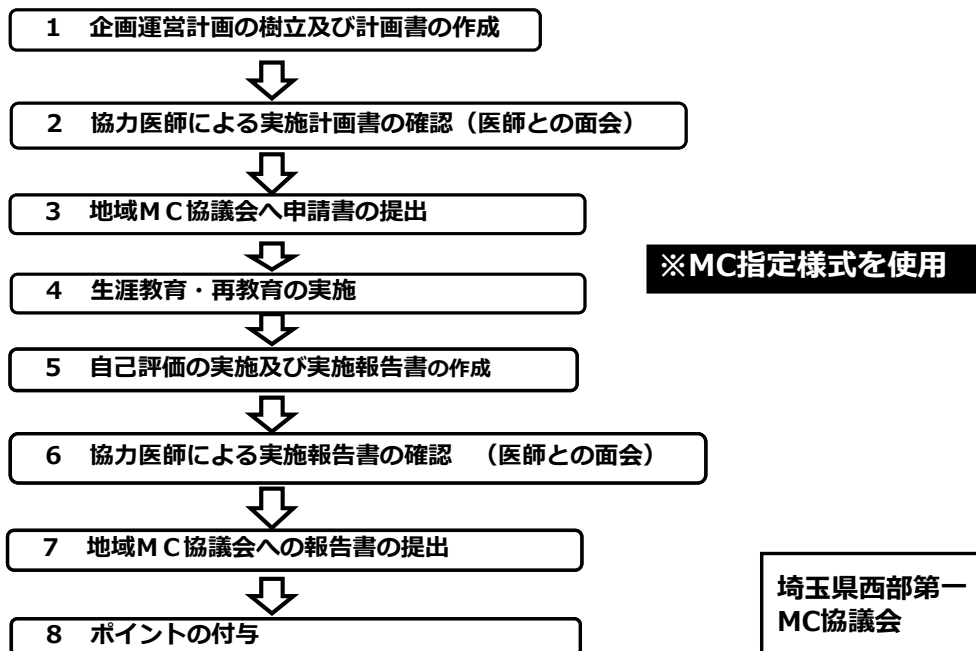 1 企画運営計画の樹立及び計画書の作成
2 協力医師による実施計画書の確認（医師との面会）
3 地域ＭＣ協議会へ申請書の提出
※MC指定様式を使用
4 生涯教育・再教育の実施
5 自己評価の実施及び実施報告書の作成
6 協力医師による実施報告書の確認　（医師との面会）
7 地域ＭＣ協議会への報告書の提出
埼玉県西部第一
MC協議会
8 ポイントの付与